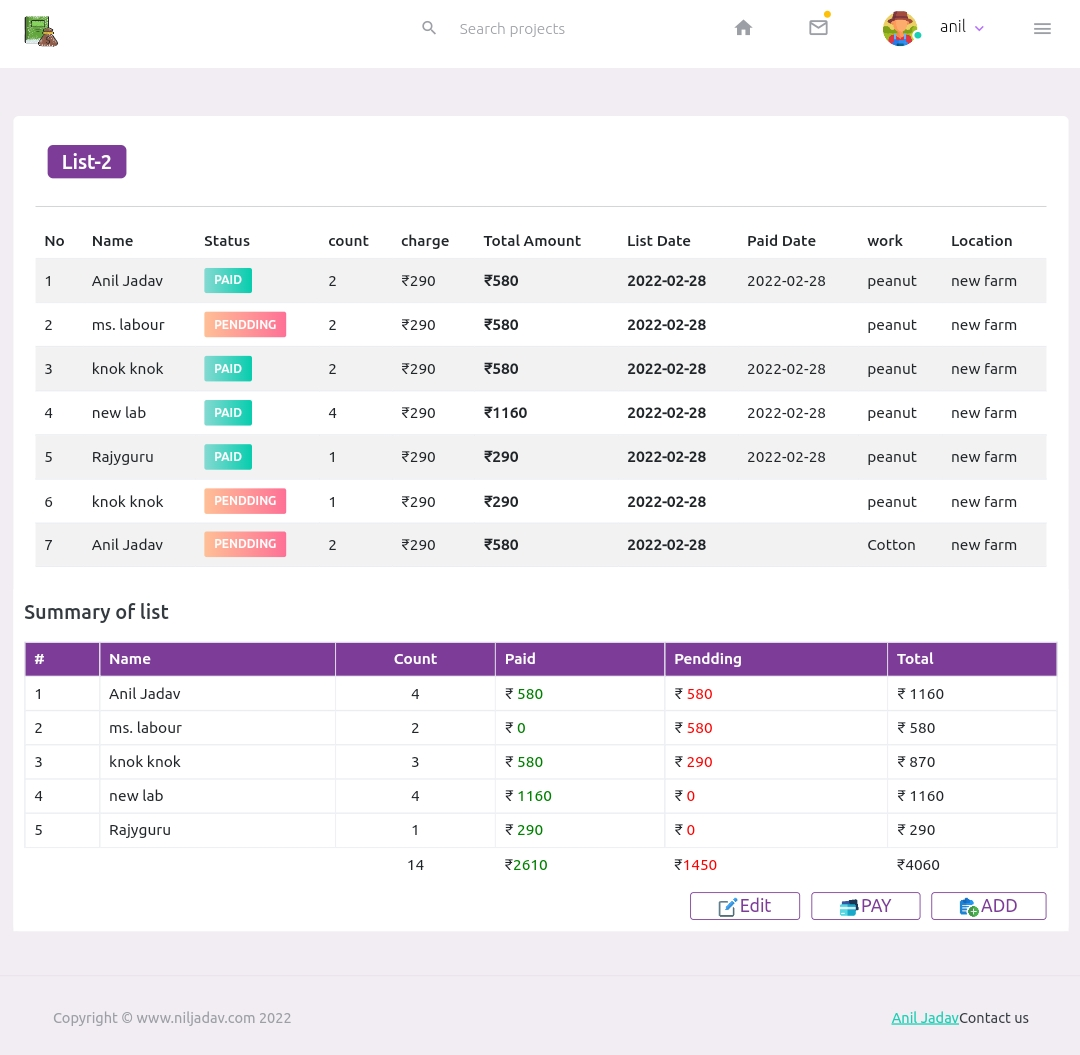 Search projects
anil
List-2
No Name Status count charge Total Amount List Date Paid Date work Location
1 Anil Jadav PAID 2 ₹290 ₹580 2022-02-28 2022-02-28 peanut new farm
2 ms. labour PENDDING 2 ₹290 ₹580 2022-02-28 peanut new farm
3 knok knok PAID 2 ₹290 ₹580 2022-02-28 2022-02-28 peanut new farm
4 new lab PAID 4 ₹290 ₹1160 2022-02-28 2022-02-28 peanut new farm
5 Rajyguru PAID 1 ₹290 ₹290 2022-02-28 2022-02-28 peanut new farm
6 knok knok PENDDING 1 ₹290 ₹290 2022-02-28 peanut new farm
7 Anil Jadav PENDDING 2 ₹290 ₹580 2022-02-28 Cotton new farm
Summary of list
# Name Count Paid Pendding Total
1 Anil Jadav 4 ₹ 580 ₹ 580 ₹ 1160
2 ms. labour 2 ₹ 0 ₹ 580 ₹ 580
3 knok knok 3 ₹ 580 ₹ 290 ₹ 870
4 new lab 4 ₹ 1160 ₹ 0 ₹ 1160
5 Rajyguru 1 ₹ 290 ₹ 0 ₹ 290
14 ₹2610 ₹1450 ₹4060
Edit PAY ADD
Copyright © www.niljadav.com 2022 Anil JadavContact us